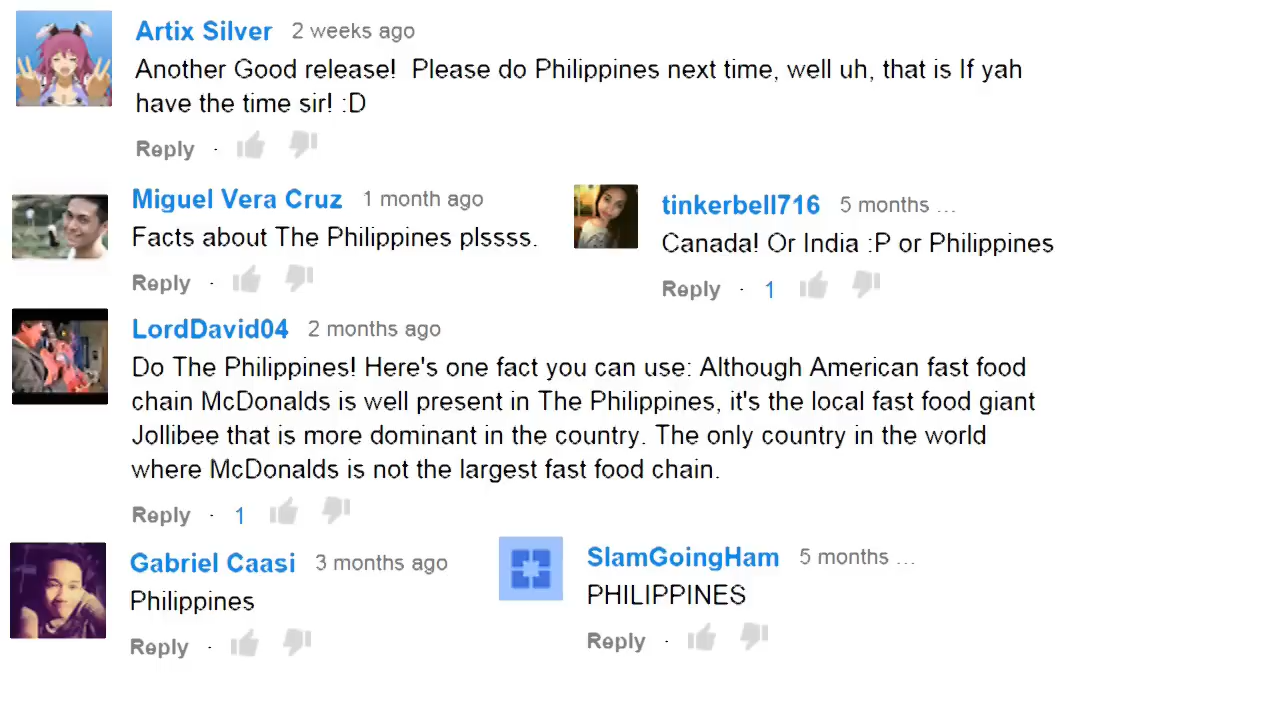 Artix Silver 2 weeks ago
Another Good release!  Please do Philippines next time, well uh, that is If yah
have the time sir! :D
Reply ·
Miguel Vera Cruz 1 month ago
Facts about The Philippines plssss.
Reply ·
tinkerbell716 5 months ...
Canada! Or India :P or Philippines
Reply · 1
LordDavid04 2 months ago
Do The Philippines! Here's one fact you can use: Although American fast food
chain McDonalds is well present in The Philippines, it's the local fast food giant
Jollibee that is more dominant in the country. The only country in the world
where McDonalds is not the largest fast food chain.
Reply · 1
Gabriel Caasi 3 months ago
Philippines
Reply ·
SlamGoingHam 5 months ...
PHILIPPINES
Reply ·